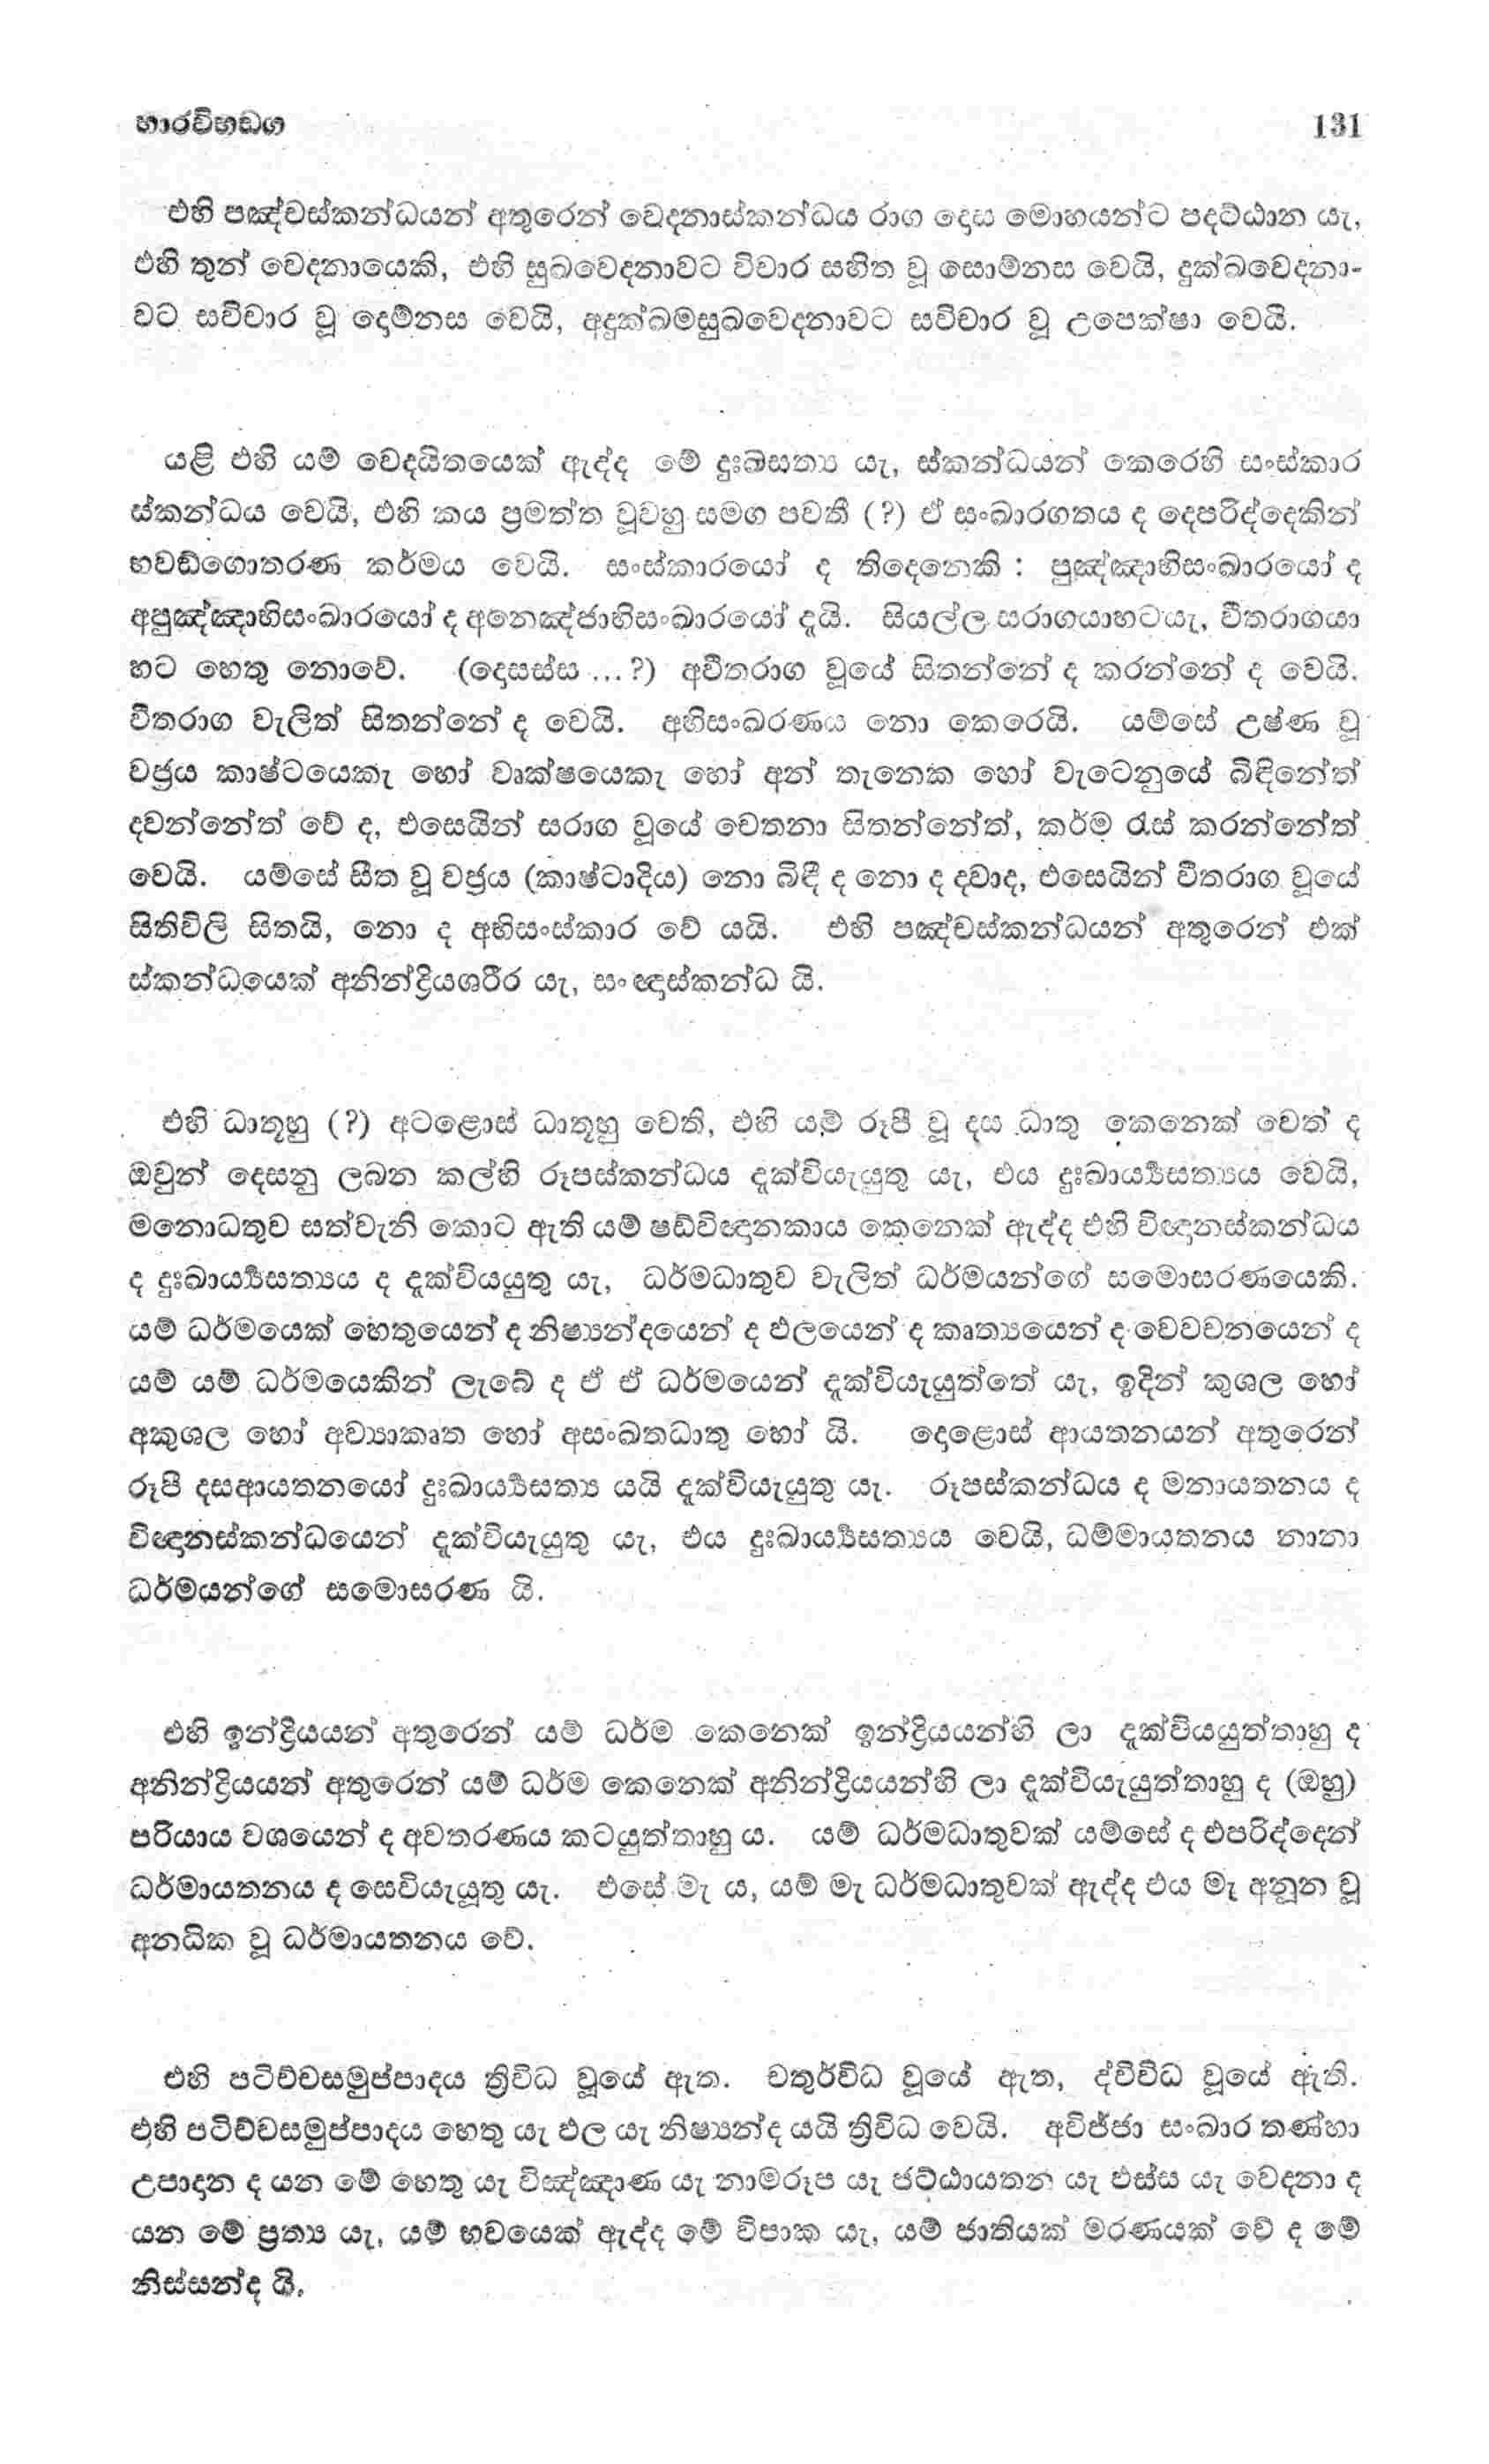 හාරවිභඞග 131
එහි පඤ්චස්කන්ධයන් අතුරෙන් වෙදනාස්කන්ධය රාග දෙස මොහයන්ට පදට්ඨාන යැ,
එහි තුන් වෙදනායෙකි, එහි සුඛවෙදනාවට විචාර සහිත වූ සොම්නස වෙයි, දුක්ඛවෙදනා-
වට සවිචාර වූ දෙම්නස වෙයි, අදුක්ඛමසුඛවෙදනාවට සවිචාර වූ උපෙක්ෂා වෙයි.
යළි එහි යම් වෙදයිතයෙක් ඇද්ද මේ දුඃඛසත්‍ය යැ, ස්කන්ධයන් කෙරෙහි සංස්කාර
ස්කන්ධය වෙයි, එහි කය ප්‍රමත්ත වූවහු සමග පවතී (?) ඒ සංඛාරගතය ද දෙපරිද්දෙකින්
භවඞ්ගොතරණ කර්මය වෙයි. සංස්කාරයෝ ද තිදෙනෙකි : පුඤ්ඤාභිසංඛාරයෝ ද
අපුඤ්ඤාභිසංඛාරයෝ ද අනෙඤ්ජාභිසංඛාරයෝ දැයි. සියල්ල සරාගයාහටයැ, වීතරාගයා
හට හෙතු නොවේ. (දොසස්ස ...?) අවීතරාග වූයේ සිතන්නේ ද කරන්නේ ද වෙයි.
වීතරාග වැලිත් සිතන්නේ ද වෙයි. අභිසංඛරණය නො කෙරෙයි. යම්සේ උෂ්ණ වූ
වජ්‍රය කාෂ්ටයෙකැ හෝ වෘක්ෂයෙකැ හෝ අන් තැනෙක හෝ වැටෙනුයේ බිඳිනේත්
දවන්නේත් වේ ද, එසෙයින් සරාග වූයේ චෙතනා සිතන්නේත්, කර්ම රැස් කරන්නේත්
වෙයි. යම්සේ සීත වූ වජ්‍රය (කාෂ්ටාදිය) නො බිඳී ද නො ද දවාද, එසෙයින් වීතරාග වූයේ
සිතිවිලි සිතයි, නො ද අභිසංස්කාර වේ යයි. එහි පඤ්චස්කන්ධයන් අතුරෙන් එක්
ස්කන්ධයෙක් අනින්ද්‍රියශරීර යැ, සංඥාස්කන්ධ යි.
එහි ධාතූහු (?) අටළොස් ධාතූහු වෙති, එහි යම් රූපී වූ දස ධාතු කෙනෙක් වෙත් ද
ඔවුන් දෙසනු ලබන කල්හි රූපස්කන්ධය දැක්වියැයුතු යැ, එය දුඃඛාර්‍ය්‍යසත්‍යය වෙයි,
මනොධතුව සත්වැනි කොට ඇති යම් ෂඩ්විඥානකාය කෙනෙක් ඇද්ද එහි විඥානස්කන්ධය
ද දුඃඛාර්‍ය්‍යසත්‍යය ද දැක්වියයුතු යැ, ධර්මධාතුව වැලිත් ධර්මයන්ගේ සමොසරණයෙකි.
යම් ධර්මයෙක් හෙතුයෙන් ද නිෂ්‍යන්දයෙන් ද ඵලයෙන් ද කෘත්‍යයෙන් ද වෙවචනයෙන් ද
යම් යම් ධර්මයෙකින් ලැබේ ද ඒ ඒ ධර්මයෙන් දැක්වියැයුත්තේ යැ, ඉදින් කුශල හෝ
අකුශල හෝ අව්‍යාකෘත හෝ අසංඛතධාතු හෝ යි. දොළොස් ආයතනයන් අතුරෙන්
රූපී දසආයතනයෝ දුඃඛාර්‍ය්‍යසත්‍ය යයි දැක්වියැයුතු යැ. රූපස්කන්ධය ද මනායතනය ද
විඥානස්කන්ධයෙන් දැක්වියැයුතු යැ, එය දුඃඛාර්‍ය්‍යසත්‍යය වෙයි, ධම්මායතනය නානා
ධර්මයන්ගේ සමොසරණ යි.
එහි ඉන්ද්‍රියයන් අතුරෙන් යම් ධර්ම කෙනෙක් ඉන්ද්‍රියයන්හි ලා දැක්වියයුත්තාහු ද
අනින්ද්‍රියයන් අතුරෙන් යම් ධර්ම කෙනෙක් අනින්ද්‍රියයන්හි ලා දැක්වියැයුත්තාහු ද (ඔහු)
පරියාය වශයෙන් ද අවතරණය කටයුත්තාහු ය. යම් ධර්මධාතුවක් යම්සේ ද එපරිද්දෙන්
ධර්මායතනය ද සෙවියැයුතු යැ. එසේ මැ ය, යම් මැ ධර්මධාතුවක් ඇද්ද එය මැ අනූන වූ
අනධික වූ ධර්මායතනය වේ.
එහි පටිච්චසමුප්පාදය ත්‍රිවිධ වූයේ ඇත. චතුර්විධ වූයේ ඇත, ද්විවිධ වූයේ ඇති.
එහි පටිච්චසමුප්පාදය හෙතු යැ ඵල යැ නිෂ්‍යන්ද යයි ත්‍රිවිධ වෙයි. අවිජ්ජා සංඛාර තණ්හා
උපාදාන ද යන මේ හෙතු යැ විඤ්ඤාණ යැ නාමරූප යැ ඡට්ඨායතන යැ ඵස්ස යැ වෙදනා ද
යන මේ ප්‍රත්‍ය යැ, යම් භවයෙක් ඇද්ද මේ විපාක යැ, යම් ජාතියක් මරණයක් වේ ද මේ
නිස්සන්ද යි.